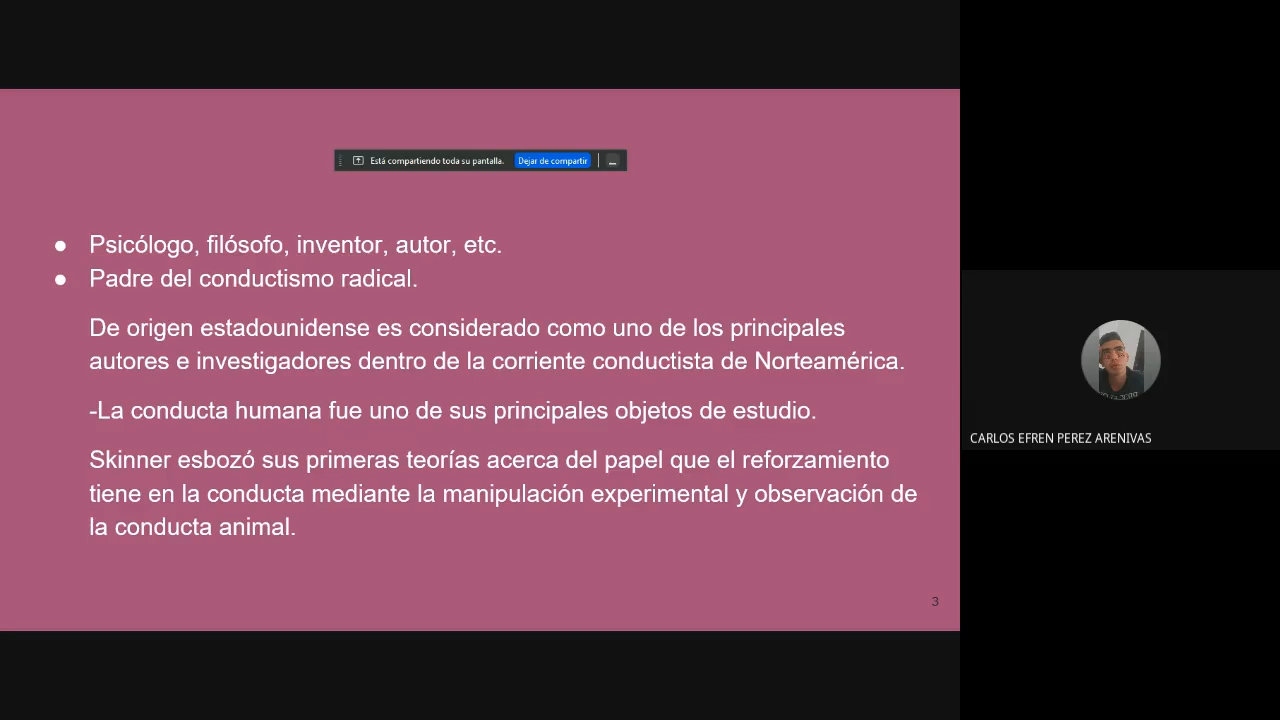 Está compartiendo toda su pantalla. Dejar de compartir
● Psicólogo, filósofo, inventor, autor, etc.
● Padre del conductismo radical.
De origen estadounidense es considerado como uno de los principales
autores e investigadores dentro de la corriente conductista de Norteamérica.
-La conducta humana fue uno de sus principales objetos de estudio.
Skinner esbozó sus primeras teorías acerca del papel que el reforzamiento
tiene en la conducta mediante la manipulación experimental y observación de
la conducta animal.
3
CARLOS EFREN PEREZ ARENIVAS